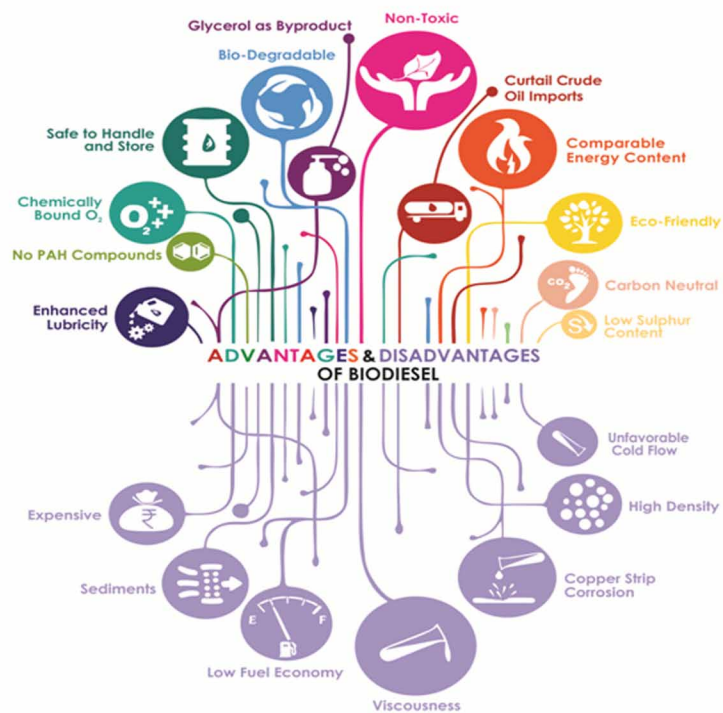 Non-Toxic
Glycerol as Byproduct
Bio-Degradable
Curtail Crude
Oil Imports
Safe to Handle
and Store
Comparable
Energy Content
Chemically
Bound O₂
O₂++++
Eco-Friendly
No PAH Compounds
CO₂
Carbon Neutral
Enhanced
Lubricity
S
Low Sulphur
Content
ADVANTAGES & DISADVANTAGES
OF BIODIESEL
Unfavorable
Cold Flow
Expensive
₹
High Density
Sediments
Copper Strip
Corrosion
E F
Low Fuel Economy
Viscousness